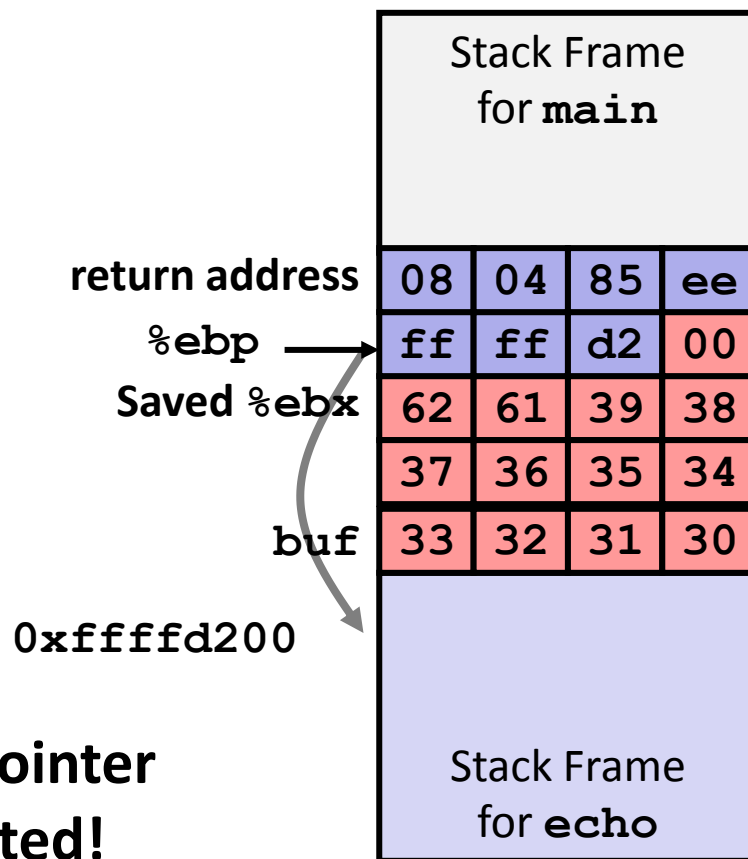 Stack Frame
for main
return address 08 04 85 ee
%ebp ff ff d2 00
Saved %ebx 62 61 39 38
37 36 35 34
buf 33 32 31 30
0xffffd200
ointer
ted!
Stack Frame
for echo